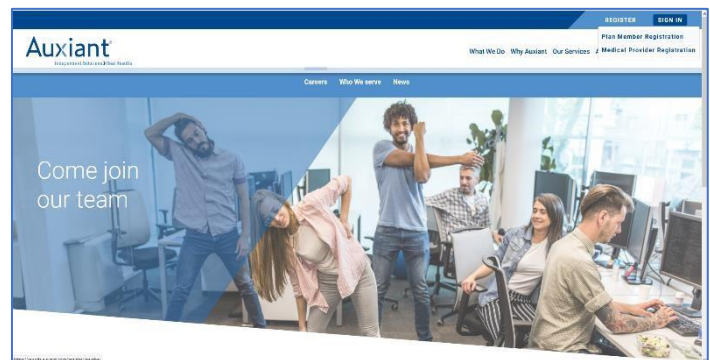 REGISTER SIGN IN
Plan Member Registration
Medical Provider Registration
Auxiant
What We Do Why Auxiant Our Services A
Careers Who We serve News
Come join
our team